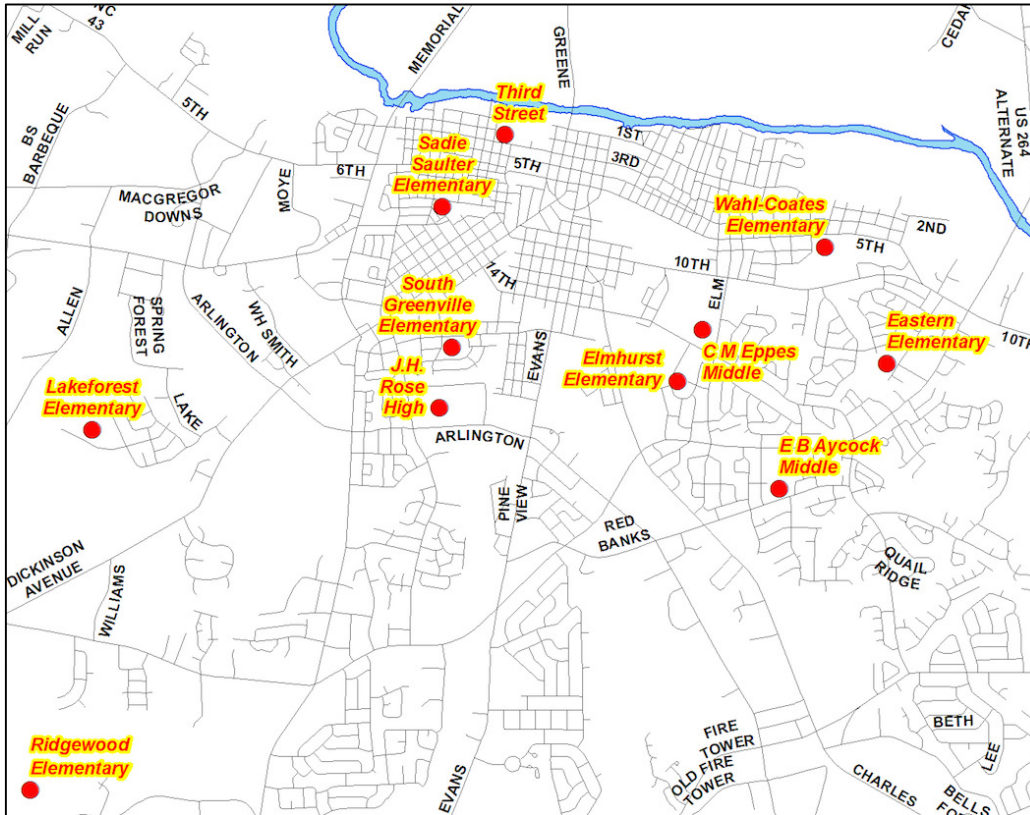 NC
43
MILL
RUN
MEMORIAL
GREENE
CEDAR
US 264
ALTERNATE
5TH
BS
BARBEQUE
Third
Street
1ST
3RD
5TH
Sadie
Saulter
Elementary
6TH
MOYE
MACGREGOR
DOWNS
Wahl-Coates
Elementary
2ND
5TH
10TH
14TH
ELM
South
Greenville
Elementary
ALLEN
SPRING
FOREST
ARLINGTON
WH SMITH
EVANS
Elmhurst
Elementary
C M Eppes
Middle
Eastern
Elementary
10TH
J.H.
Rose
High
Lakeforest
Elementary
LAKE
ARLINGTON
E B Aycock
Middle
PINE
VIEW
RED
BANKS
QUAIL
RIDGE
DICKINSON
AVENUE
WILLIAMS
Ridgewood
Elementary
EVANS
FIRE
TOWER
OLD FIRE
TOWER
BETH
LEE
CHARLES
BELLS